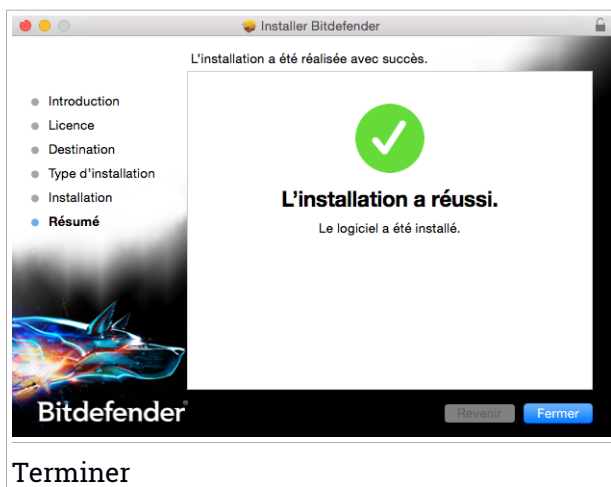 Installer Bitdefender
L'installation a été réalisée avec succès.
Introduction
Licence
Destination
Type d'installation
Installation
Résumé
L'installation a réussi.
Le logiciel a été installé.
Bitdefender
Revenir
Fermer
Terminer